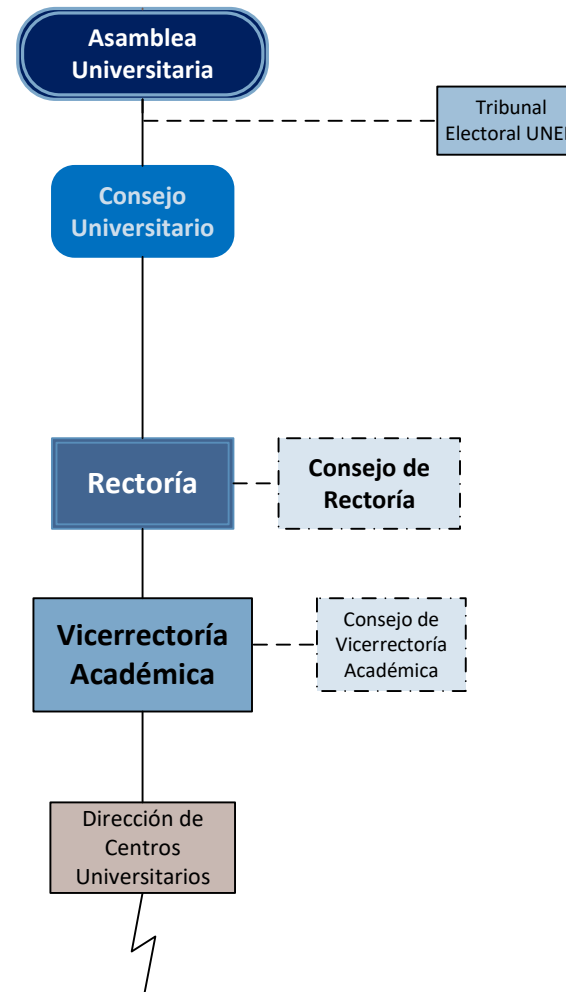 Asamblea
Universitaria
Tribunal
Electoral
Consejo
Universitario
Rectoría
Consejo de
Rectoría
Vicerrectoría
Académica
Consejo de
Vicerrectoría
Académica
Dirección de
Centros
Universitarios